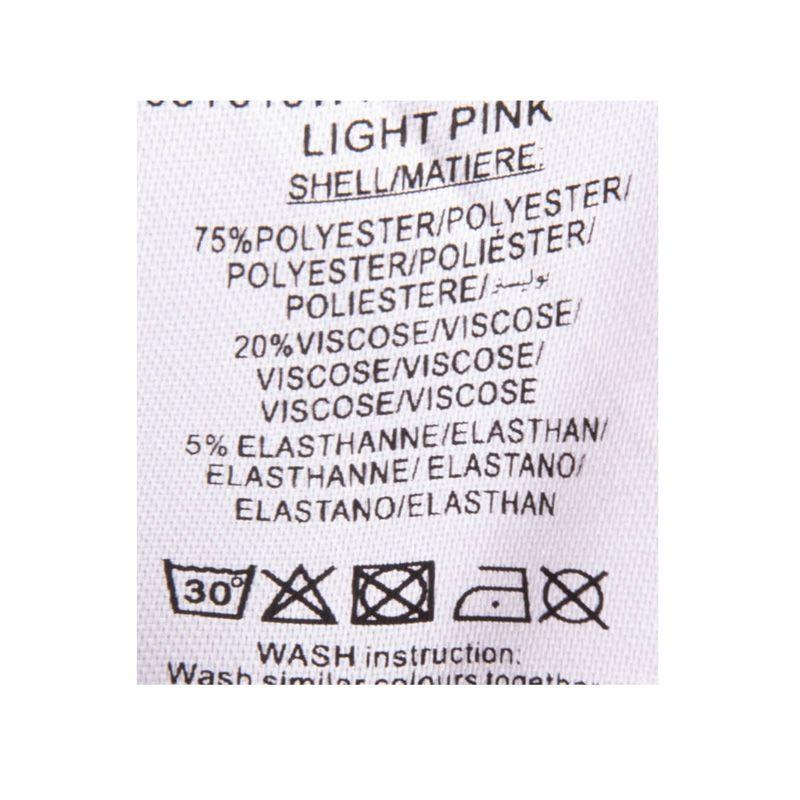 LIGHT PINK
SHELL/MATIERE:
75%POLYESTER/POLYESTER/
POLYESTER/POLIÉSTER/
POLIESTERE/بوليستر
20%VISCOSE/VISCOSE/
VISCOSE/VISCOSE/
VISCOSE/VISCOSE
5% ELASTHANNE/ELASTHAN/
ELASTHANNE/ELASTANO/
ELASTANO/ELASTHAN
30°
WASH instruction:
Wash similar colours together